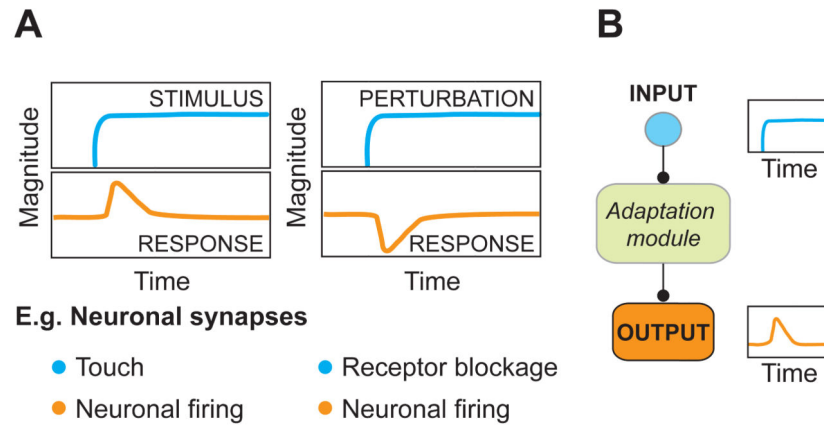 A
STIMULUS
Magnitude
RESPONSE
Time
PERTURBATION
Magnitude
RESPONSE
Time
E.g. Neuronal synapses
Touch
Neuronal firing
Receptor blockage
Neuronal firing
B
INPUT
Time
Adaptation
module
OUTPUT
Time